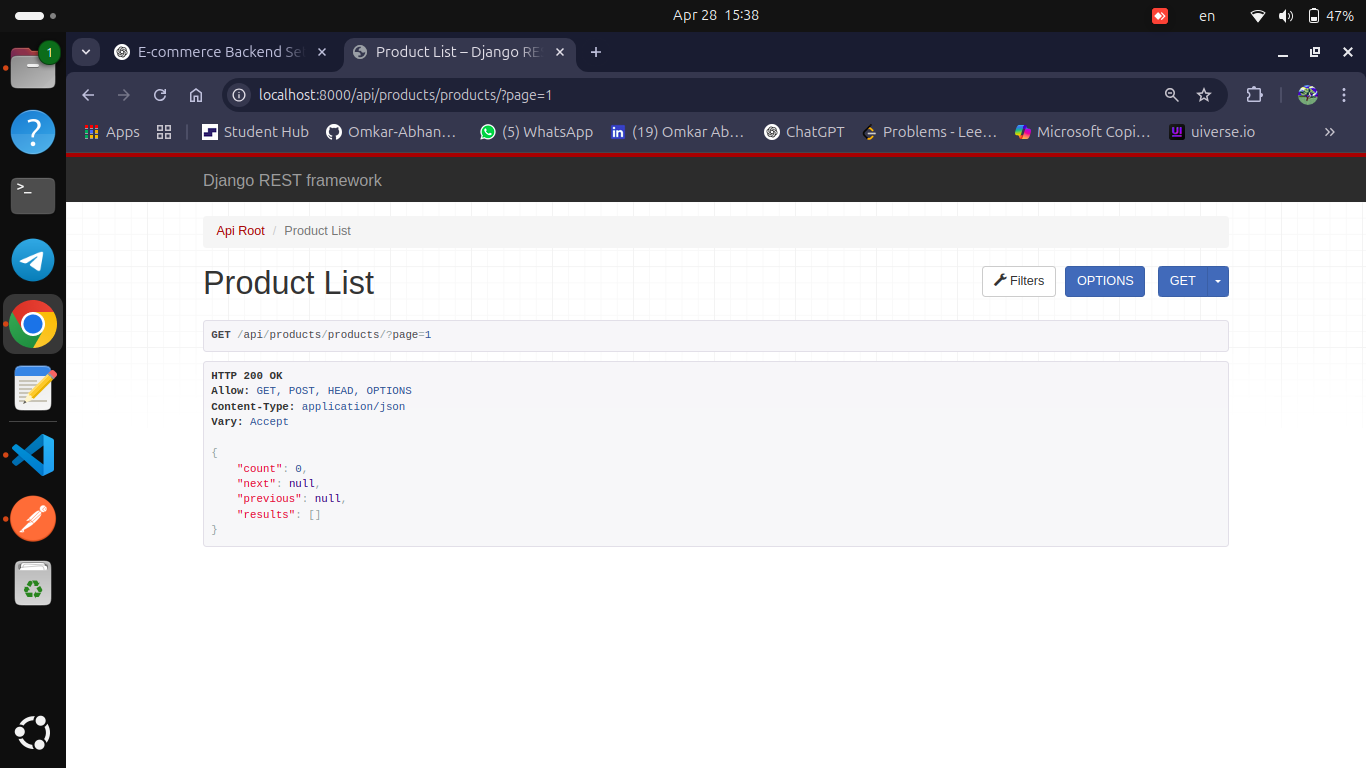 Apr 28 15:38
en
47%
1
E-commerce Backend Se
Product List – Django RE
localhost:8000/api/products/products/?page=1
Apps
Student Hub
Omkar-Abhan...
(5) WhatsApp
in
(19) Omkar Ab...
ChatGPT
Problems - Lee...
Microsoft Copi...
UI
uiverse.io
»
?
>_
Django REST framework
Api Root / Product List
Product List
Filters
OPTIONS
GET
GET /api/products/products/?page=1
HTTP 200 OK
Allow: GET, POST, HEAD, OPTIONS
Content-Type: application/json
Vary: Accept
{
    "count": 0,
    "next": null,
    "previous": null,
    "results": []
}